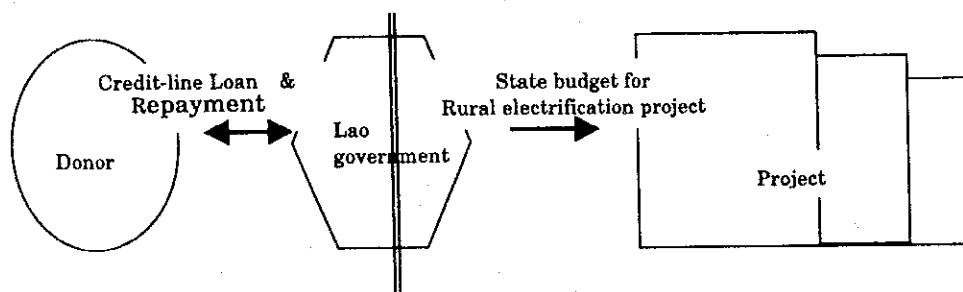 Credit-line Loan &
Repayment
Donor
Lao
government
State budget for
Rural electrification project
Project